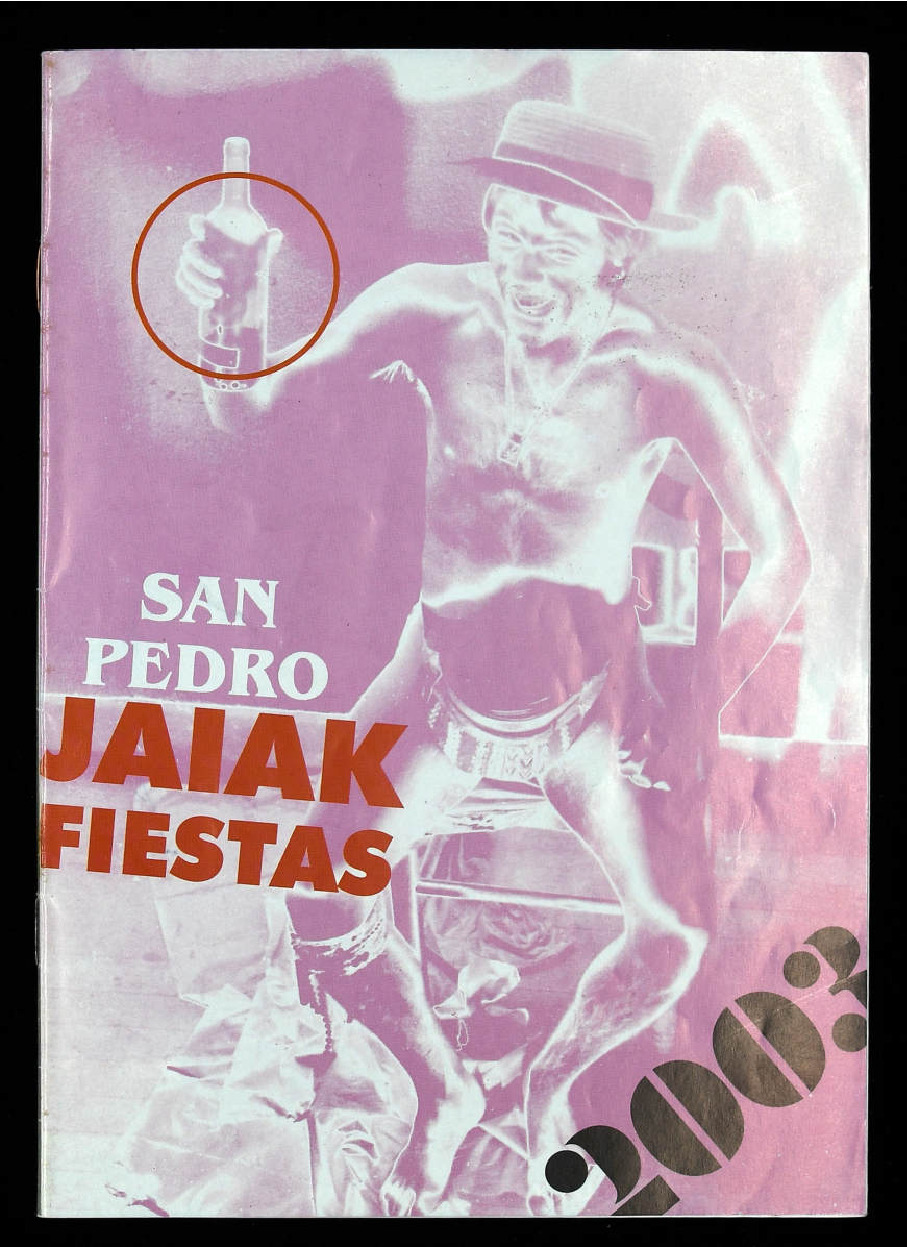 SAN
PEDRO
JAIAK
FIESTAS
2003